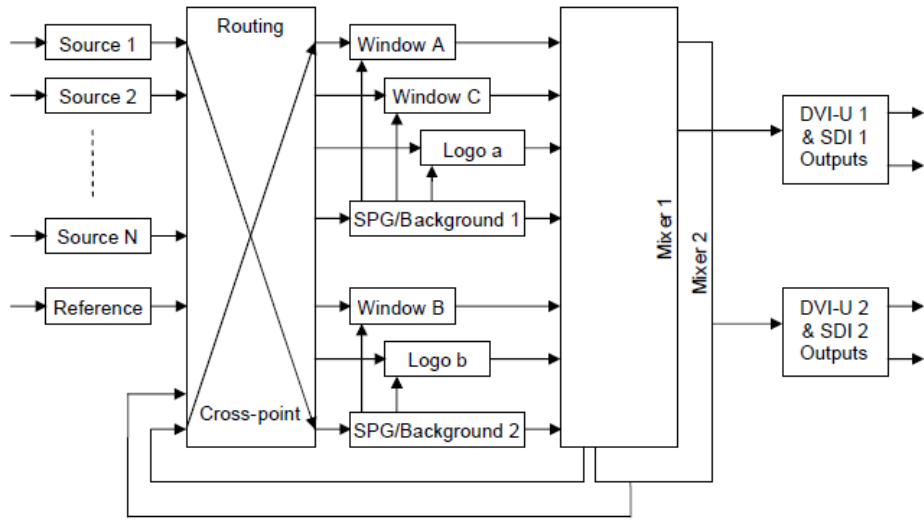 Routing
Source 1
Window A
Source 2
Window C
DVI-U 1
& SDI 1
Outputs
Logo a
SPG/Background 1
Source N
Mixer 1
Mixer 2
Reference
Window B
DVI-U 2
& SDI 2
Outputs
Logo b
Cross-point
SPG/Background 2